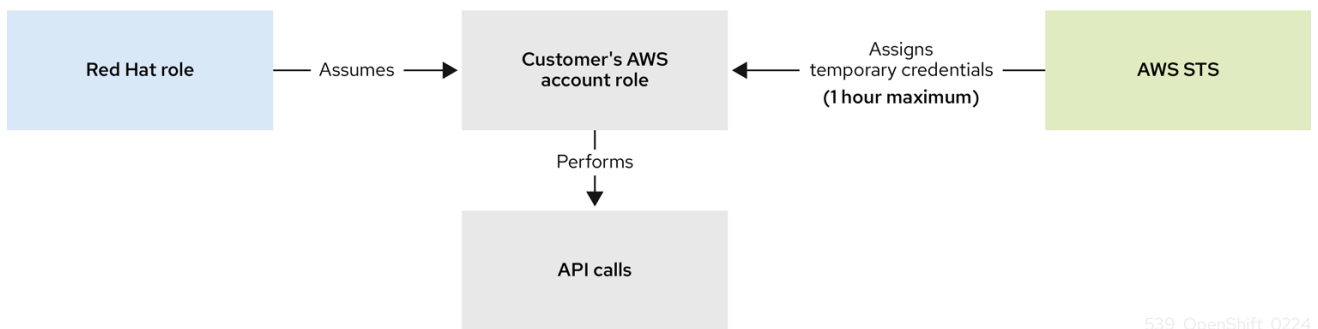 Red Hat role
Assumes
Customer's AWS
account role
Assigns
temporary credentials
(1 hour maximum)
AWS STS
Performs
API calls
539_OpenShift_0224